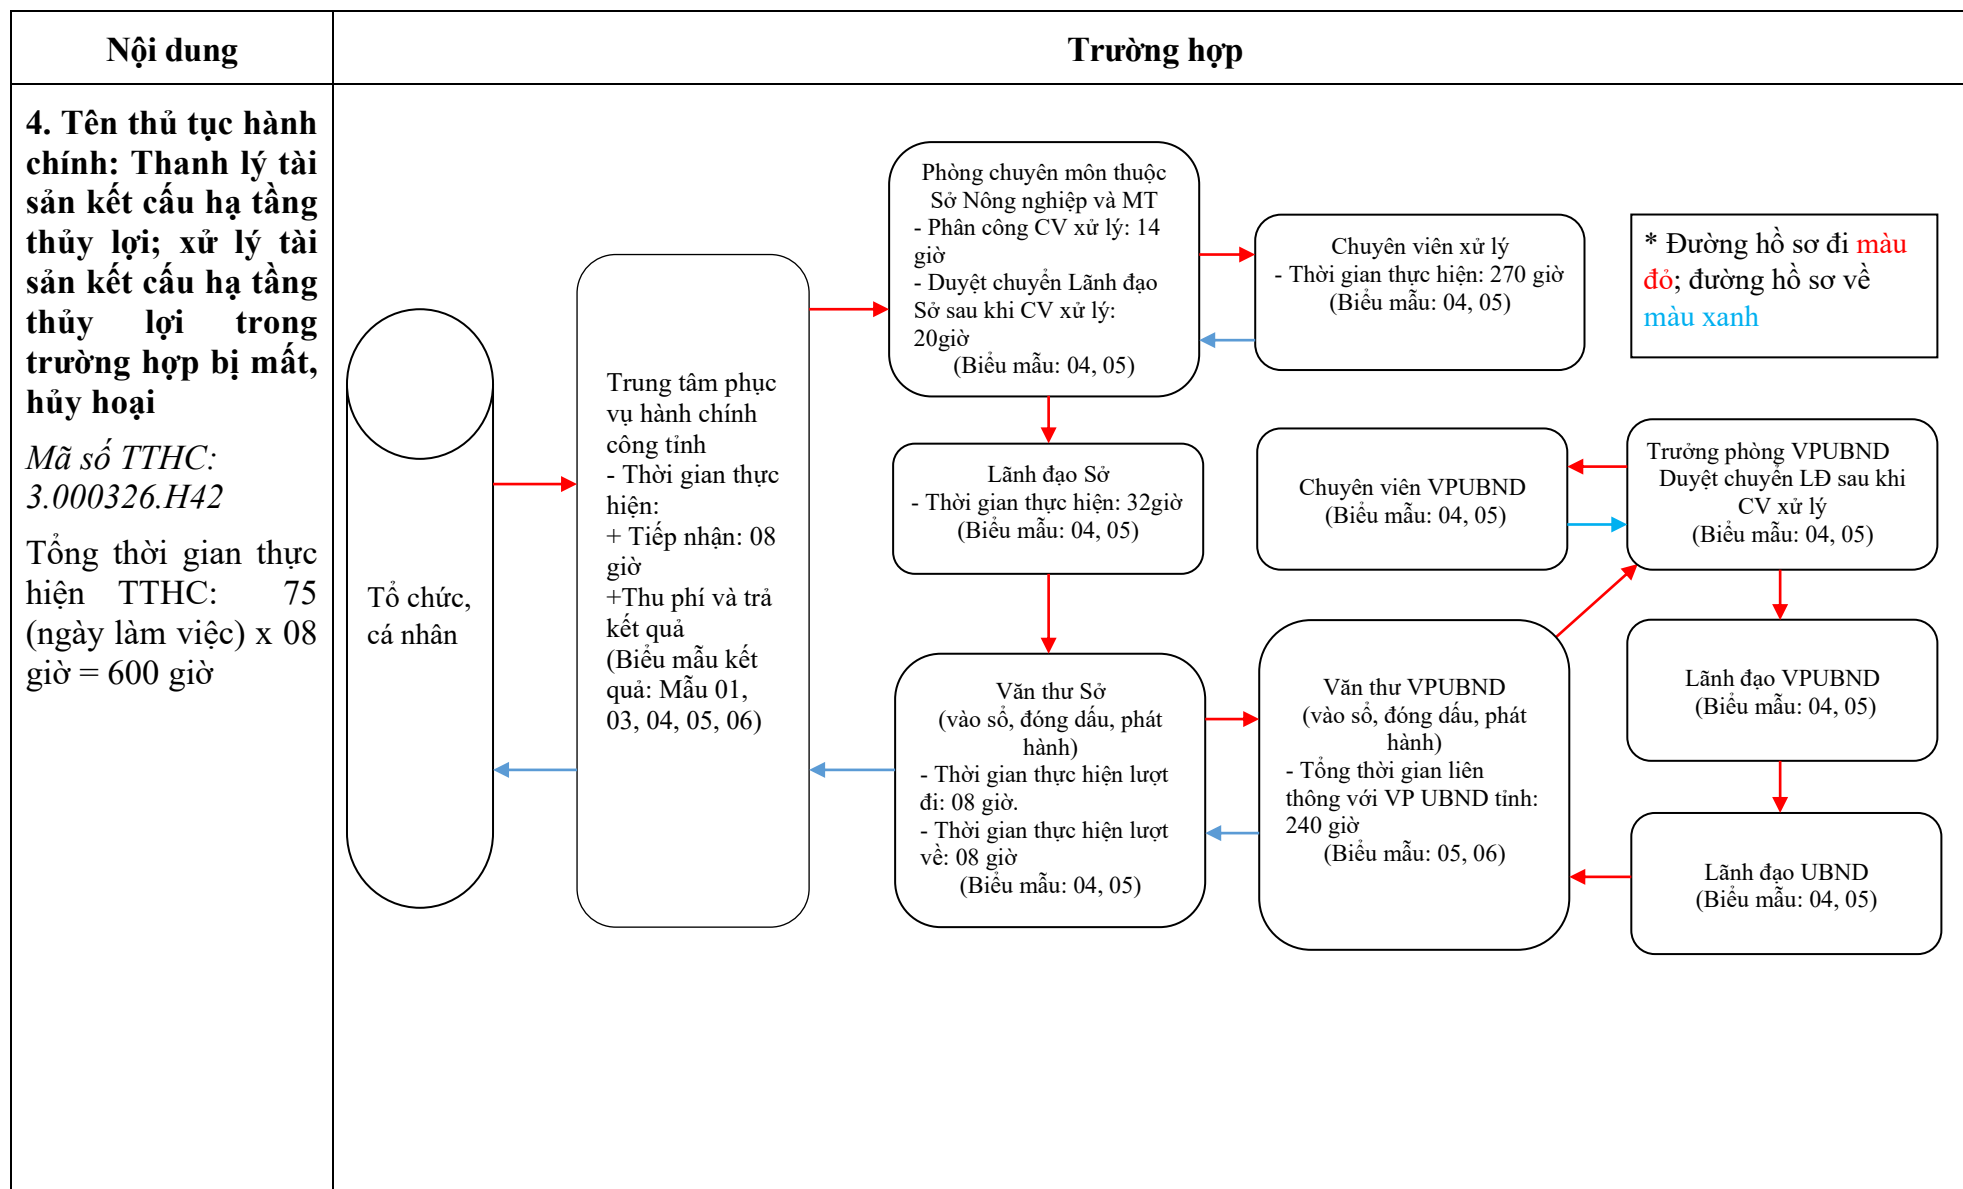 Nội dung
Trường hợp
4. Tên thủ tục hành
chính: Thanh lý tài
sản kết cấu hạ tầng
thủy lợi; xử lý tài
sản kết cấu hạ tầng
thủy lợi trong
trường hợp bị mất,
hủy hoại
Mã số TTHC:
3.000326.H42
Tổng thời gian thực
hiện TTHC: 75
(ngày làm việc) x 08
giờ = 600 giờ
Tổ chức,
cá nhân
Trung tâm phục
vụ hành chính
công tỉnh
- Thời gian thực
hiện:
+ Tiếp nhận: 08
giờ
+Thu phí và trả
kết quả
(Biểu mẫu kết
quả: Mẫu 01,
03, 04, 05, 06)
Phòng chuyên môn thuộc
Sở Nông nghiệp và MT
- Phân công CV xử lý: 14
giờ
- Duyệt chuyển Lãnh đạo
Sở sau khi CV xử lý:
20giờ
(Biểu mẫu: 04, 05)
Chuyên viên xử lý
- Thời gian thực hiện: 270 giờ
(Biểu mẫu: 04, 05)
* Đường hồ sơ đi màu
đỏ; đường hồ sơ về
màu xanh
Lãnh đạo Sở
- Thời gian thực hiện: 32giờ
(Biểu mẫu: 04, 05)
Chuyên viên VPUBND
(Biểu mẫu: 04, 05)
Trưởng phòng VPUBND
Duyệt chuyển LĐ sau khi
CV xử lý
(Biểu mẫu: 04, 05)
Văn thư Sở
(vào sổ, đóng dấu, phát
hành)
- Thời gian thực hiện lượt
đi: 08 giờ.
- Thời gian thực hiện lượt
về: 08 giờ
(Biểu mẫu: 04, 05)
Văn thư VPUBND
(vào sổ, đóng dấu, phát
hành)
- Tổng thời gian liên
thông với VP UBND tỉnh:
240 giờ
(Biểu mẫu: 05, 06)
Lãnh đạo VPUBND
(Biểu mẫu: 04, 05)
Lãnh đạo UBND
(Biểu mẫu: 04, 05)